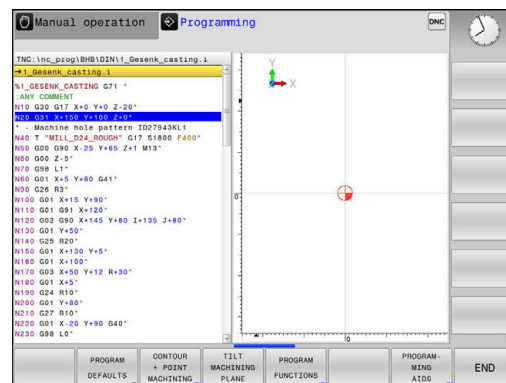 Manual operation
Programming
DNC
TNC:\nc_prog\BHB\DIN\1_Gesenk_casting.i
→1_Gesenk_casting.i
%1_GESENK_CASTING G71 *
;ANY COMMENT
N10 G30 G17 X+0 Y+0 Z-20*
N20 G31 X+150 Y+100 Z+0*
* - Machine hole pattern ID27943KL1
N40 T "MILL_D24_ROUGH" G17 S1800 F400*
N50 G00 G90 X-25 Y+65 Z+1 M13*
N60 G00 Z-5*
N70 G98 L1*
N80 G01 X+5 Y+80 G41*
N90 G26 R3*
N100 G01 X+15 Y+90*
N110 G01 G91 X+120*
N120 G02 G90 X+145 Y+80 I+135 J+80*
N130 G01 Y+50*
N140 G25 R20*
N150 G01 X+130 Y+5*
N160 G01 X+100*
N170 G03 X+50 Y+12 R+30*
N180 G01 X+5*
N190 G24 R10*
N200 G01 Y+80*
N210 G27 R10*
N220 G01 X-20 Y+90 G40*
N230 G98 L0*
Y
X
0
0
PROGRAM
DEFAULTS
CONTOUR
+ POINT
MACHINING
TILT
MACHINING
PLANE
PROGRAM
FUNCTIONS
PROGRAM-
MING
AIDS
END